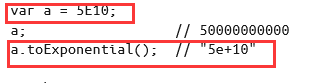 var a = 5E10;
a; // 50000000000
a.toExponential(); // "5e+10"